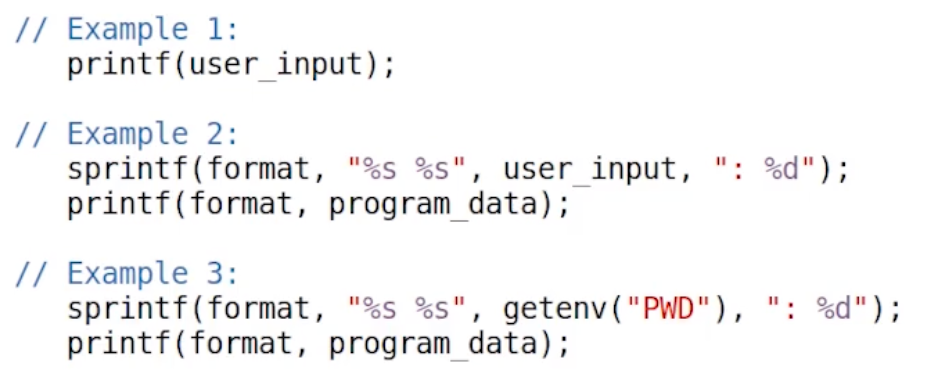 // Example 1:
printf(user_input);
// Example 2:
sprintf(format, "%s %s", user_input, ": %d");
printf(format, program_data);
// Example 3:
sprintf(format, "%s %s", getenv("PWD"), ": %d");
printf(format, program_data);